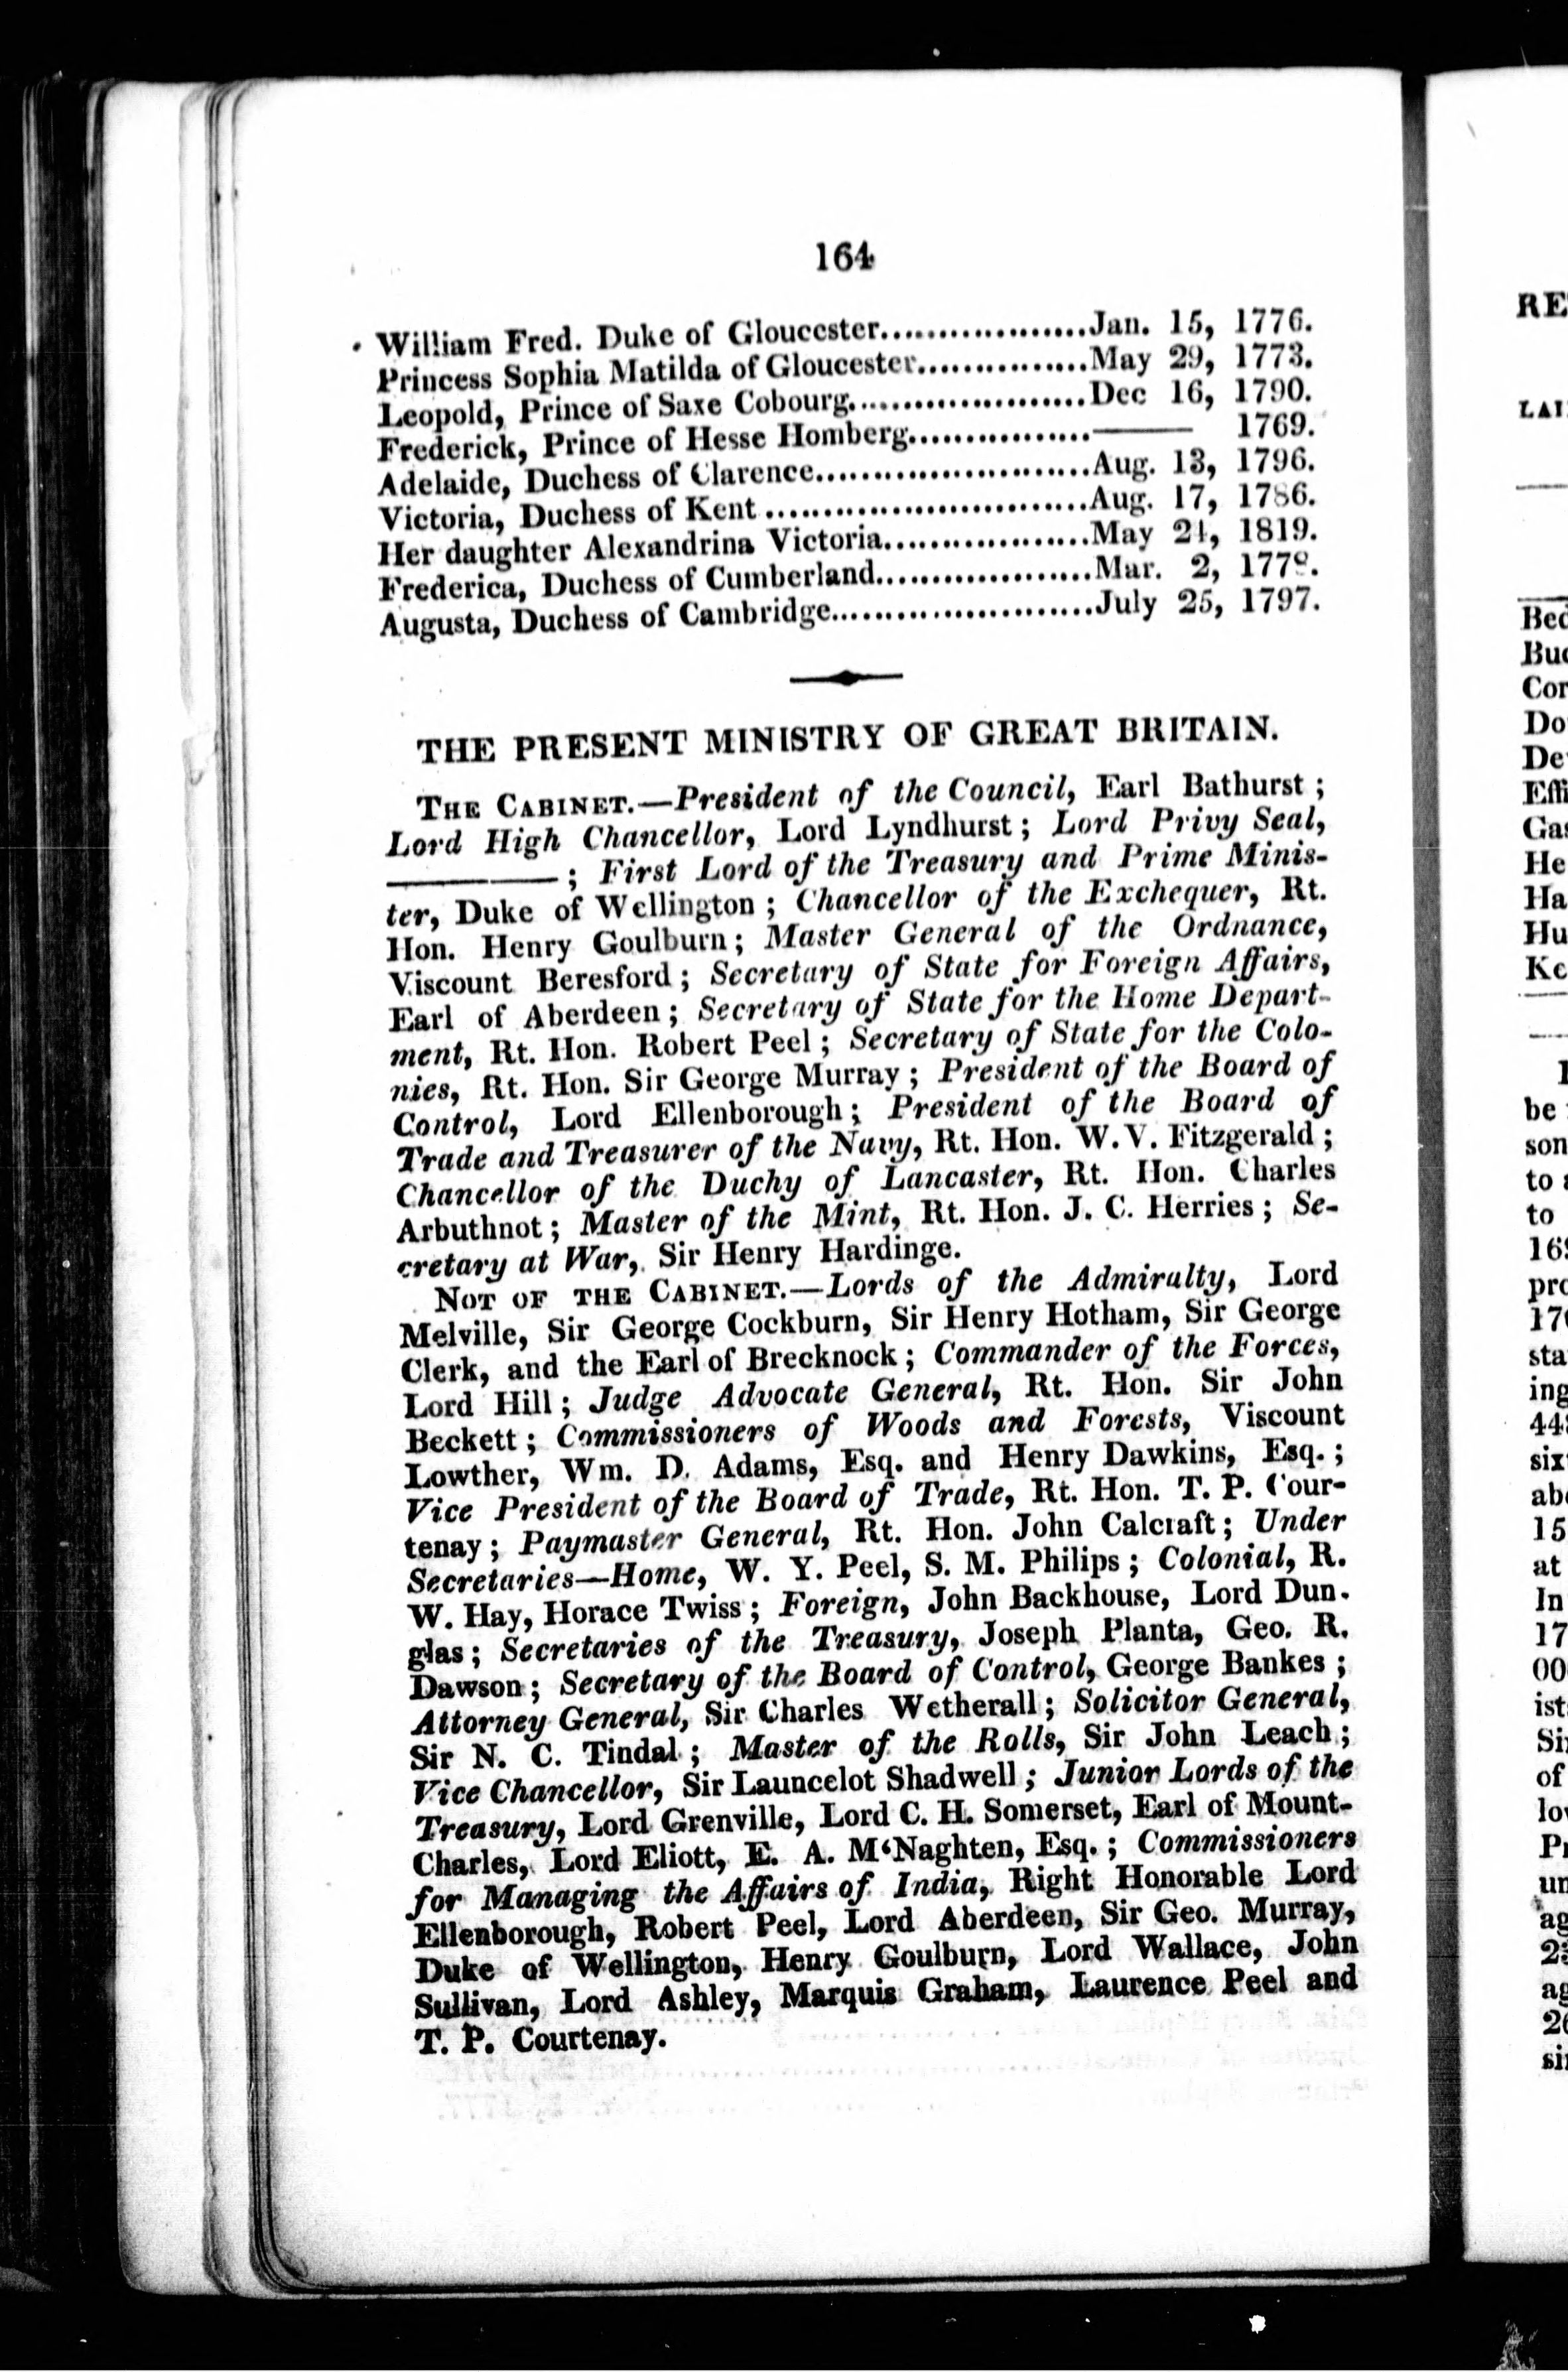 164
William Fred. Duke of Gloucester..................Jan. 15, 1776.
Princess Sophia Matilda of Gloucester...............May 29, 1773.
Leopold, Prince of Saxe Cobourg.....................Dec 16, 1790.
Frederick, Prince of Hesse Homberg................——— 1769.
Adelaide, Duchess of Clarence........................Aug. 13, 1796.
Victoria, Duchess of Kent ............................Aug. 17, 1786.
Her daughter Alexandrina Victoria..................May 24, 1819.
Frederica, Duchess of Cumberland...................Mar. 2, 1778.
Augusta, Duchess of Cambridge.......................July 25, 1797.
THE PRESENT MINISTRY OF GREAT BRITAIN.
THE CABINET.—President of the Council, Earl Bathurst ;
Lord High Chancellor, Lord Lyndhurst ; Lord Privy Seal,
————— ; First Lord of the Treasury and Prime Minis-
ter, Duke of Wellington ; Chancellor of the Exchequer, Rt.
Hon. Henry Goulburn ; Master General of the Ordnance,
Viscount Beresford ; Secretary of State for Foreign Affairs,
Earl of Aberdeen ; Secretary of State for the Home Depart-
ment, Rt. Hon. Robert Peel ; Secretary of State for the Colo-
nies, Rt. Hon. Sir George Murray ; President of the Board of
Control, Lord Ellenborough ; President of the Board of
Trade and Treasurer of the Navy, Rt. Hon. W. V. Fitzgerald ;
Chancellor of the Duchy of Lancaster, Rt. Hon. Charles
Arbuthnot ; Master of the Mint, Rt. Hon. J. C. Herries ; Se-
cretary at War, Sir Henry Hardinge.
NOT OF THE CABINET.—Lords of the Admiralty, Lord
Melville, Sir George Cockburn, Sir Henry Hotham, Sir George
Clerk, and the Earl of Brecknock ; Commander of the Forces,
Lord Hill ; Judge Advocate General, Rt. Hon. Sir John
Beckett ; Commissioners of Woods and Forests, Viscount
Lowther, Wm. D. Adams, Esq. and Henry Dawkins, Esq. ;
Vice President of the Board of Trade, Rt. Hon. T. P. Cour-
tenay ; Paymaster General, Rt. Hon. John Calcraft ; Under
Secretaries—Home, W. Y. Peel, S. M. Philips ; Colonial, R.
W. Hay, Horace Twiss ; Foreign, John Backhouse, Lord Dun.
glas ; Secretaries of the Treasury, Joseph Planta, Geo. R.
Dawson ; Secretary of the Board of Control, George Bankes ;
Attorney General, Sir Charles Wetherall ; Solicitor General,
Sir N. C. Tindal ; Master of the Rolls, Sir John Leach ;
Vice Chancellor, Sir Launcelot Shadwell ; Junior Lords of the
Treasury, Lord Grenville, Lord C. H. Somerset, Earl of Mount-
Charles, Lord Eliott, E. A. M‘Naghten, Esq. ; Commissioners
for Managing the Affairs of India, Right Honorable Lord
Ellenborough, Robert Peel, Lord Aberdeen, Sir Geo. Murray,
Duke of Wellington, Henry Goulburn, Lord Wallace, John
Sullivan, Lord Ashley, Marquis Graham, Laurence Peel and
T. P. Courtenay.